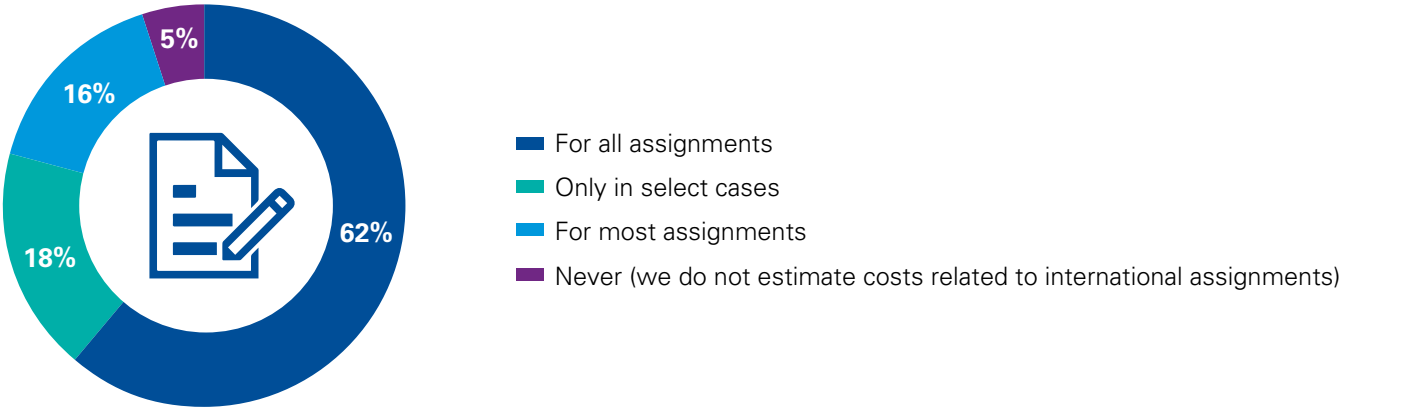 5%
16%
62%
18%
For all assignments
Only in select cases
For most assignments
Never (we do not estimate costs related to international assignments)